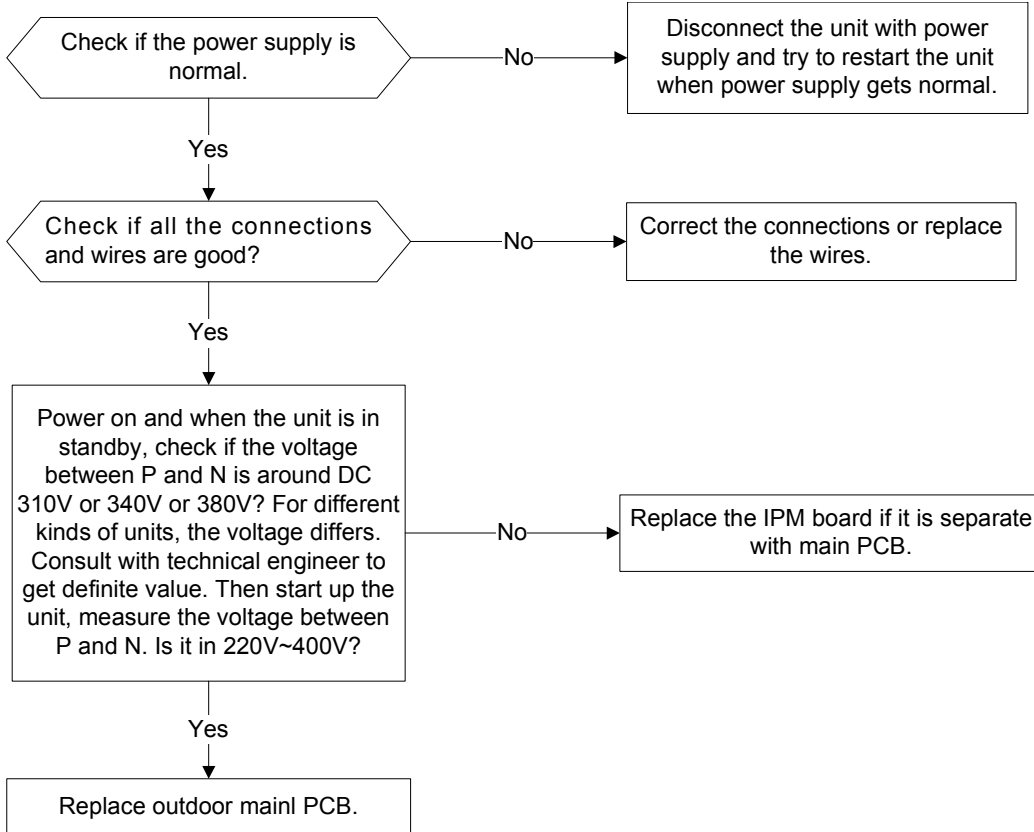 Check if the power supply is
normal.
No
Disconnect the unit with power
supply and try to restart the unit
when power supply gets normal.
Yes
Check if all the connections
and wires are good?
No
Correct the connections or replace
the wires.
Yes
Power on and when the unit is in
standby, check if the voltage
between P and N is around DC
310V or 340V or 380V? For different
kinds of units, the voltage differs.
Consult with technical engineer to
get definite value. Then start up the
unit, measure the voltage between
P and N. Is it in 220V~400V?
No
Replace the IPM board if it is separate
with main PCB.
Yes
Replace outdoor mainl PCB.